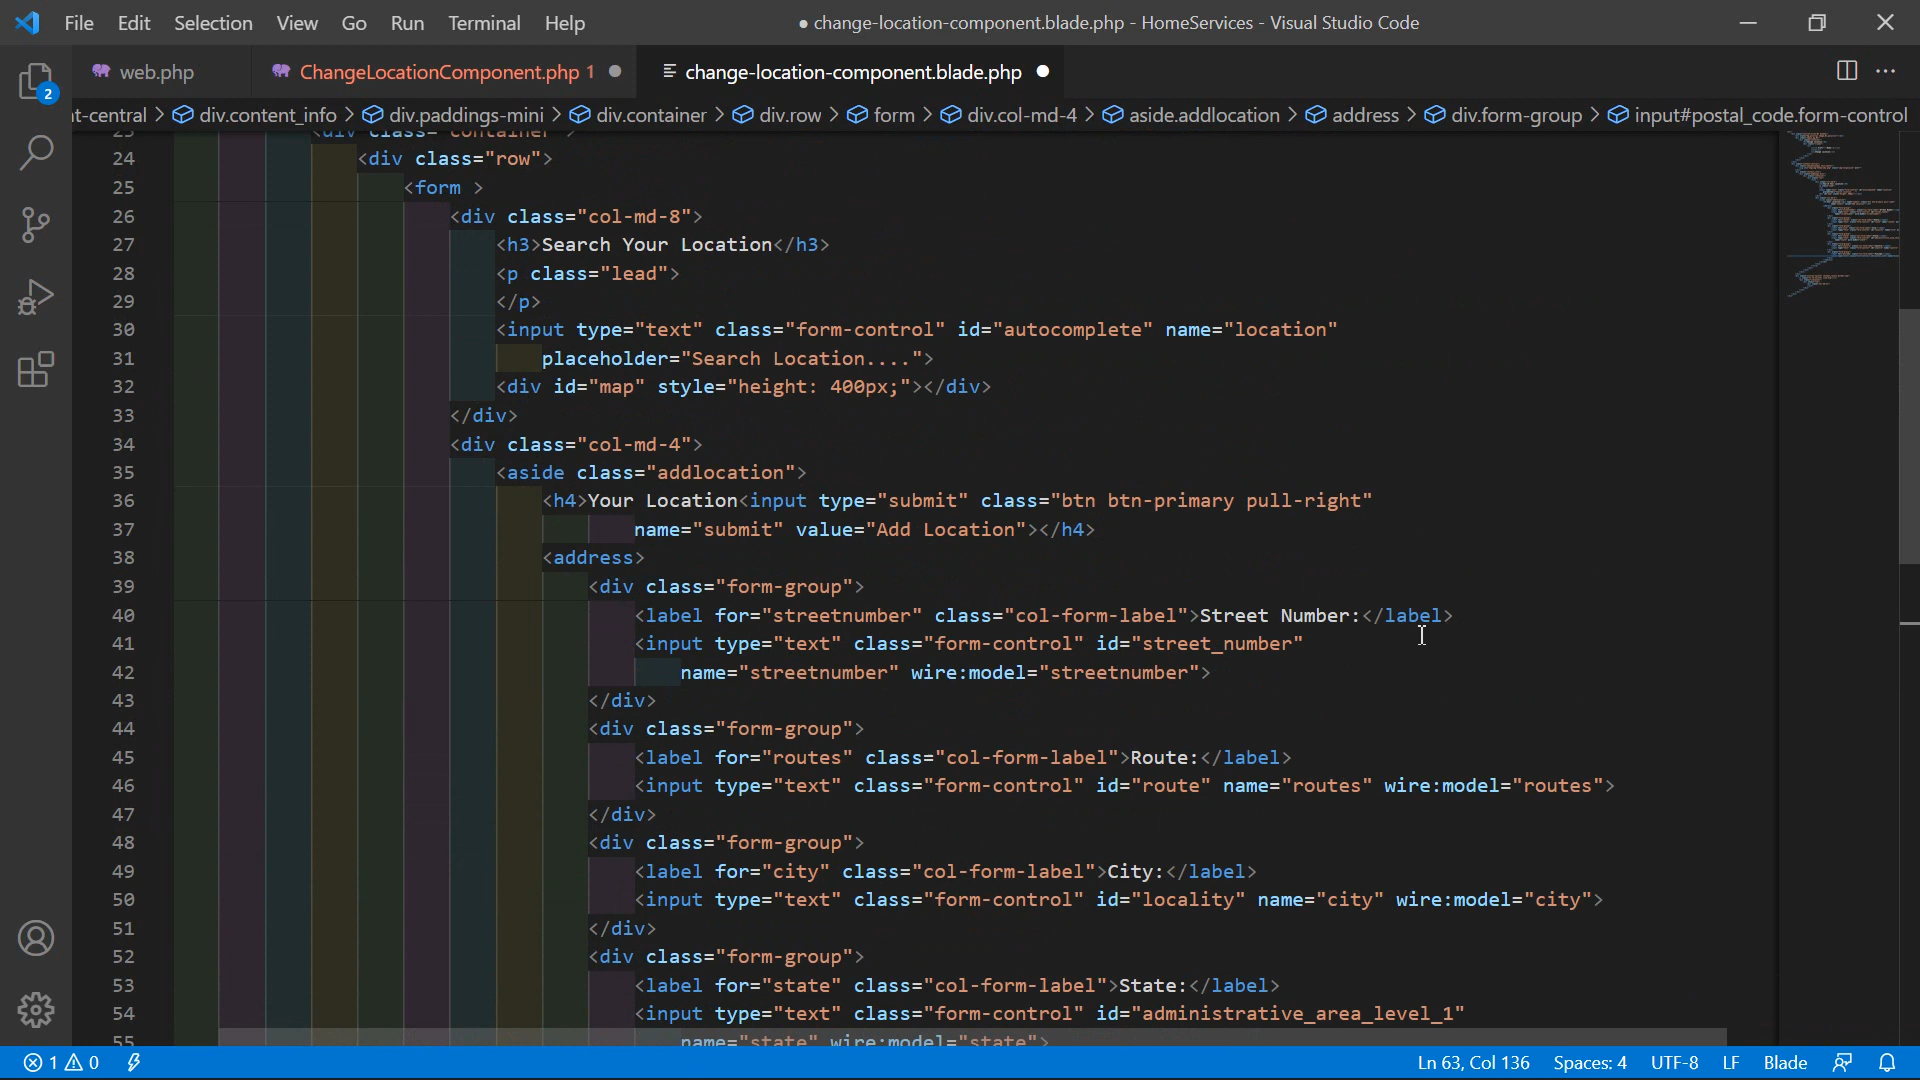 File Edit Selection View Go Run Terminal Help
● change-location-component.blade.php - HomeServices - Visual Studio Code
2
web.php
ChangeLocationComponent.php 1
change-location-component.blade.php
t-central > div.content_info > div.paddings-mini > div.container > div.row > form > div.col-md-4 > aside.addlocation > address > div.form-group > input#postal_code.form-control
23 <div class="container">
24 <div class="row">
25 <form >
26 <div class="col-md-8">
27 <h3>Search Your Location</h3>
28 <p class="lead">
29 </p>
30 <input type="text" class="form-control" id="autocomplete" name="location"
31 placeholder="Search Location....">
32 <div id="map" style="height: 400px;"></div>
33 </div>
34 <div class="col-md-4">
35 <aside class="addlocation">
36 <h4>Your Location<input type="submit" class="btn btn-primary pull-right"
37 name="submit" value="Add Location"></h4>
38 <address>
39 <div class="form-group">
40 <label for="streetnumber" class="col-form-label">Street Number:</label>
41 <input type="text" class="form-control" id="street_number"
42 name="streetnumber" wire:model="streetnumber">
43 </div>
44 <div class="form-group">
45 <label for="routes" class="col-form-label">Route:</label>
46 <input type="text" class="form-control" id="route" name="routes" wire:model="routes">
47 </div>
48 <div class="form-group">
49 <label for="city" class="col-form-label">City:</label>
50 <input type="text" class="form-control" id="locality" name="city" wire:model="city">
51 </div>
52 <div class="form-group">
53 <label for="state" class="col-form-label">State:</label>
54 <input type="text" class="form-control" id="administrative_area_level_1"
55 name="state" wire:model="state">
1 0
Ln 63, Col 136 Spaces: 4 UTF-8 LF Blade